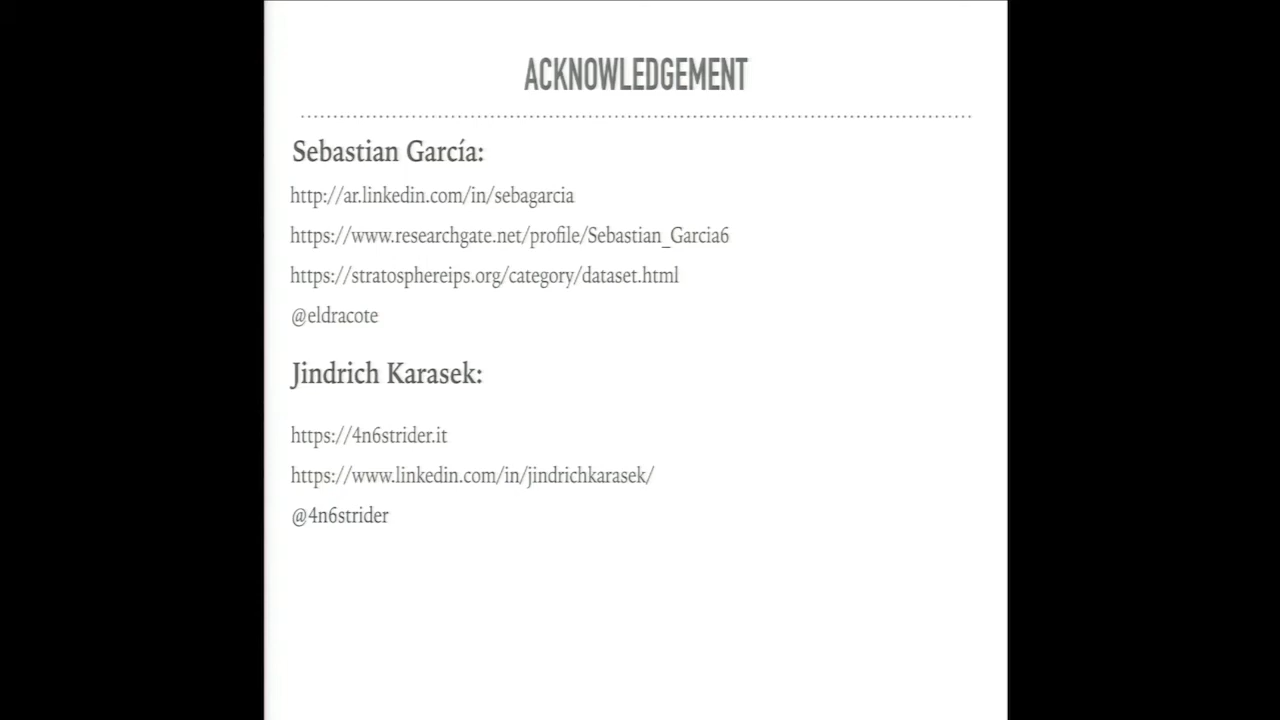 ACKNOWLEDGEMENT
Sebastian García:
http://ar.linkedin.com/in/sebagarcia
https://www.researchgate.net/profile/Sebastian_Garcia6
https://stratosphereips.org/category/dataset.html
@eldracote
Jindrich Karasek:
https://4n6strider.it
https://www.linkedin.com/in/jindrichkarasek/
@4n6strider